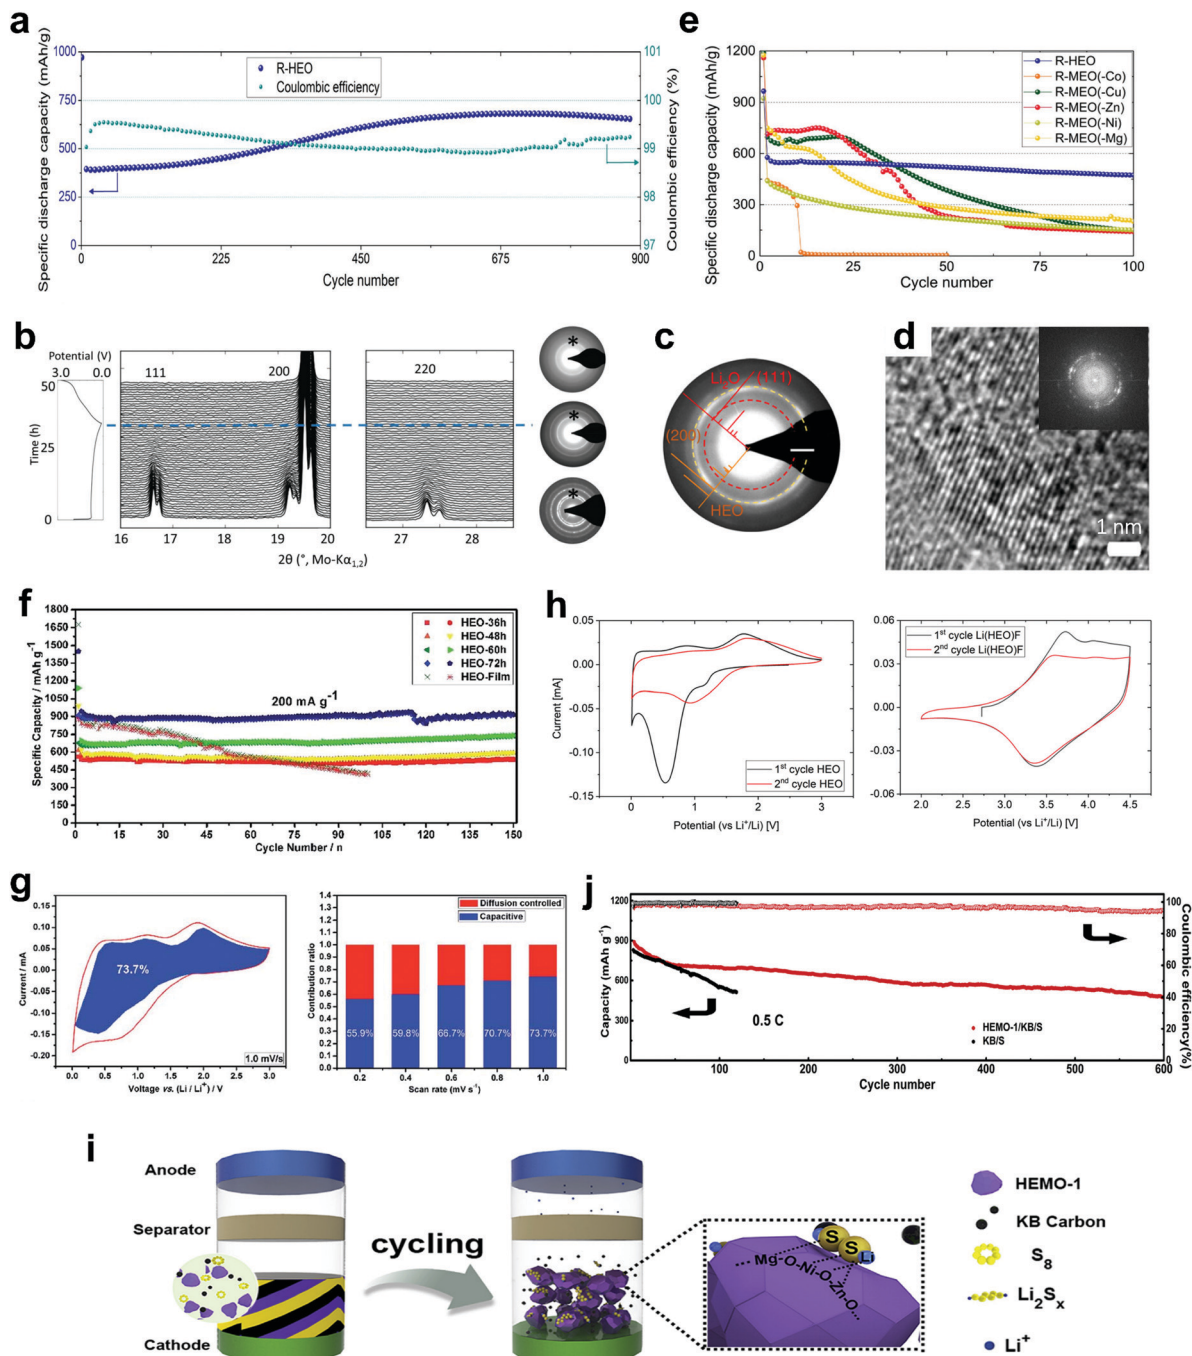 a
Specific discharge capacity (mAh/g)
1000
750
500
250
0
0
225
450
675
900
Cycle number
R-HEO
Coulombic efficiency
101
100
99
98
97
Coulombic efficiency (%)
e
Specific discharge capacity (mAh/g)
1200
900
600
300
0
0
25
50
75
100
Cycle number
R-HEO
R-MEO(-Co)
R-MEO(-Cu)
R-MEO(-Zn)
R-MEO(-Ni)
R-MEO(-Mg)
b
Potential (V)
3.0 0.0
50
25
0
Time (h)
111
200
220
16 17 18 19 20
27 28
2θ (°, Mo-Kα1,2)
*
*
*
c
Li2O (111)
(200)
HEO
d
1 nm
f
Specific Capacity / mAh g-1
1800
1650
1500
1350
1200
1050
900
750
600
450
300
150
0
0 15 30 45 60 75 90 105 120 135 150
Cycle Number / n
HEO-36h
HEO-48h
HEO-60h
HEO-72h
HEO-Film
200 mA g-1
h
Current [mA]
0.05
0.00
-0.05
-0.10
-0.15
0 1 2 3
Potential (vs Li+/Li) [V]
1st cycle HEO
2nd cycle HEO
0.06
0.03
0.00
-0.03
-0.06
2.0 2.5 3.0 3.5 4.0 4.5
Potential (vs Li+/Li) [V]
1st cycle Li(HEO)F
2nd cycle Li(HEO)F
g
Current / mA
0.15
0.10
0.05
0.00
-0.05
-0.10
-0.15
-0.20
0.0 0.5 1.0 1.5 2.0 2.5 3.0
Voltage vs. (Li / Li+) / V
73.7%
1.0 mV/s
Contribution ratio
1.4
1.3
1.2
1.1
1.0
0.9
0.8
0.7
0.6
0.5
0.4
0.3
0.2
0.1
0.0
Diffusion controlled
Capacitive
55.9% 59.8% 66.7% 70.7% 73.7%
0.2 0.4 0.6 0.8 1.0
Scan rate (mV s-1)
j
Capacity (mAh g-1)
1200
900
600
300
0
100 200 300 400 500 600
Cycle number
0.5 C
HEMO-1/KB/S
KB/S
100
80
60
40
20
0
Coulombic efficiency(%)
i
Anode
Separator
Cathode
cycling
S
S
Li
Mg-O-Ni-O-Zn-O
HEMO-1
KB Carbon
S8
Li2Sx
Li+